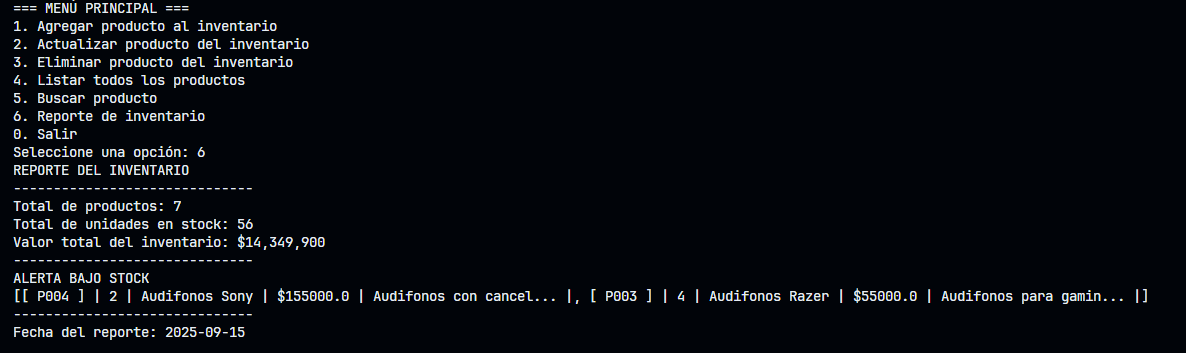 === MENÚ PRINCIPAL ===
1. Agregar producto al inventario
2. Actualizar producto del inventario
3. Eliminar producto del inventario
4. Listar todos los productos
5. Buscar producto
6. Reporte de inventario
0. Salir
Seleccione una opción: 6
REPORTE DEL INVENTARIO
------------------------------
Total de productos: 7
Total de unidades en stock: 56
Valor total del inventario: $14,349,900
------------------------------
ALERTA BAJO STOCK
[[ P004 ] | 2 | Audifonos Sony | $155000.0 | Audifonos con cancel... |, [ P003 ] | 4 | Audifonos Razer | $55000.0 | Audifonos para gamin... |]
------------------------------
Fecha del reporte: 2025-09-15